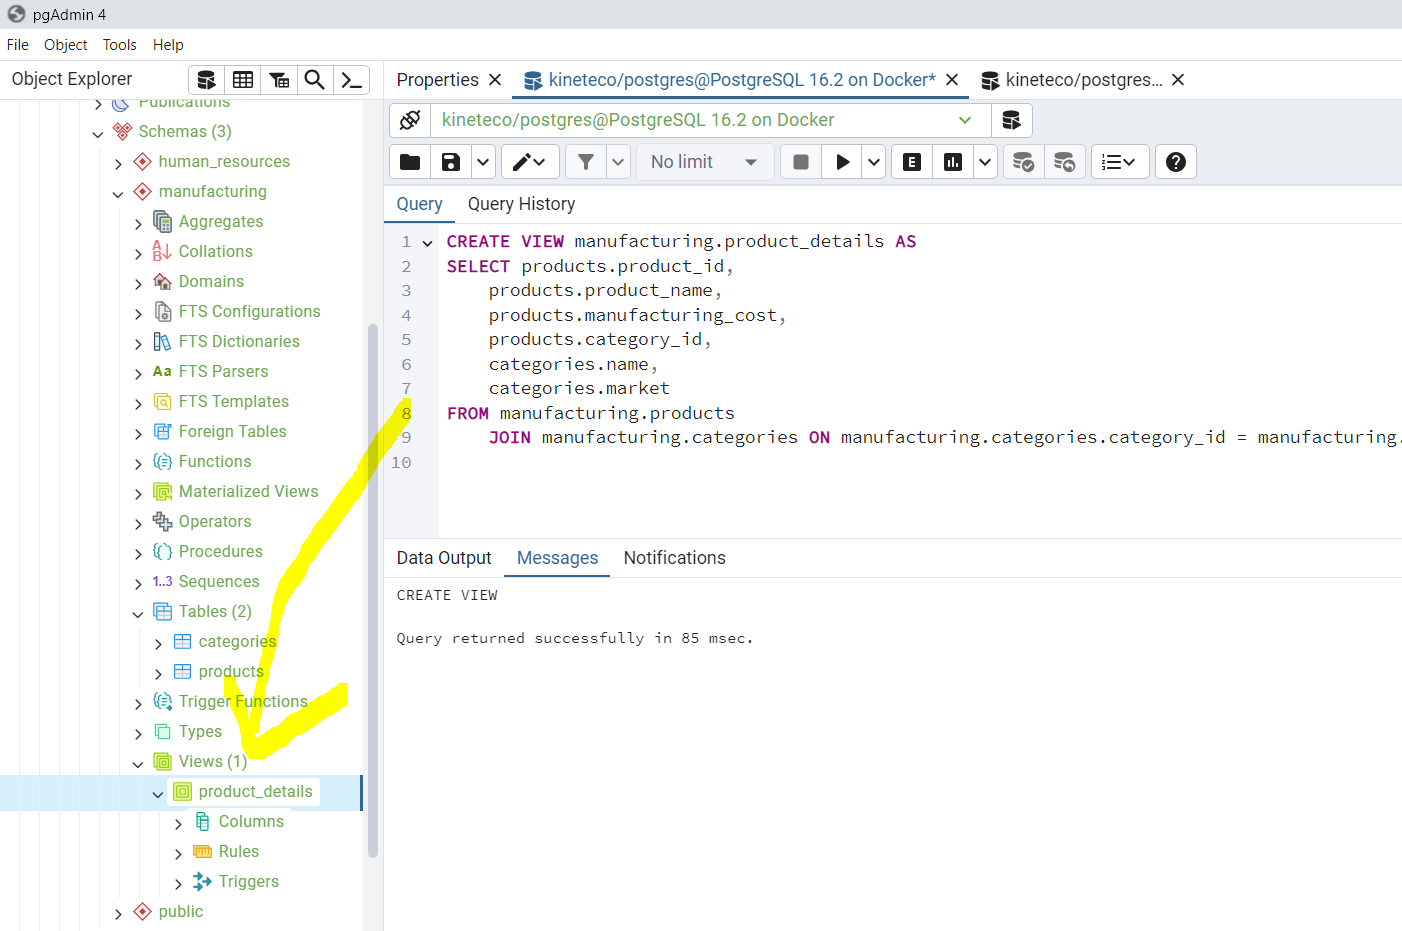 pgAdmin 4
File Object Tools Help
Object Explorer
Properties
kineteco/postgres@PostgreSQL 16.2 on Docker*
kineteco/postgres...
kineteco/postgres@PostgreSQL 16.2 on Docker
No limit
E
Query
Query History
1 CREATE VIEW manufacturing.product_details AS
2 SELECT products.product_id,
3 products.product_name,
4 products.manufacturing_cost,
5 products.category_id,
6 categories.name,
7 categories.market
8 FROM manufacturing.products
9 JOIN manufacturing.categories ON manufacturing.categories.category_id = manufacturing.
10
Data Output
Messages
Notifications
CREATE VIEW
Query returned successfully in 85 msec.
Publications
Schemas (3)
human_resources
manufacturing
Aggregates
Collations
Domains
FTS Configurations
FTS Dictionaries
Aa FTS Parsers
FTS Templates
Foreign Tables
Functions
Materialized Views
Operators
Procedures
1..3 Sequences
Tables (2)
categories
products
Trigger Functions
Types
Views (1)
product_details
Columns
Rules
Triggers
public